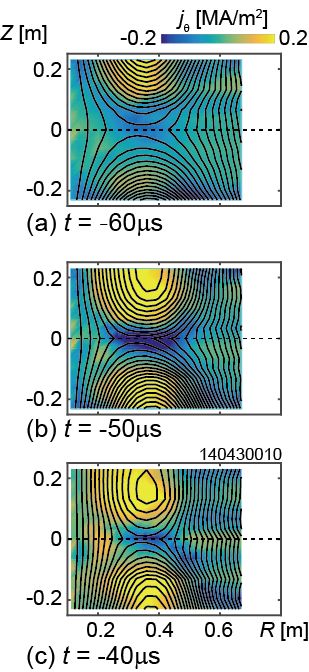 Z [m] jθ [MA/m²]
-0.2 0.2
0.2
0
-0.2
(a) t = -60μs
0.2
0
-0.2
(b) t = -50μs
140430010
0.2
0
-0.2
0.2 0.4 0.6 R [m]
(c) t = -40μs